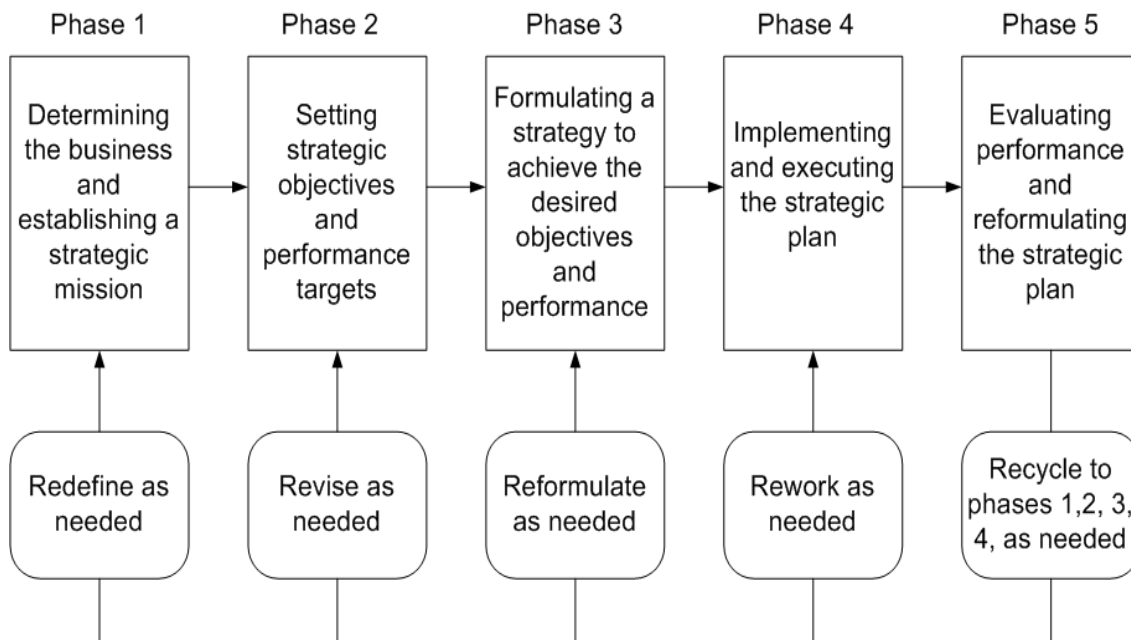 Phase 1
Phase 2
Phase 3
Phase 4
Phase 5
Determining
the business
and
establishing a
strategic
mission
Setting
strategic
objectives
and
performance
targets
Formulating a
strategy to
achieve the
desired
objectives
and
performance
Implementing
and executing
the strategic
plan
Evaluating
performance
and
reformulating
the strategic
plan
Redefine as
needed
Revise as
needed
Reformulate
as needed
Rework as
needed
Recycle to
phases 1,2, 3,
4, as needed